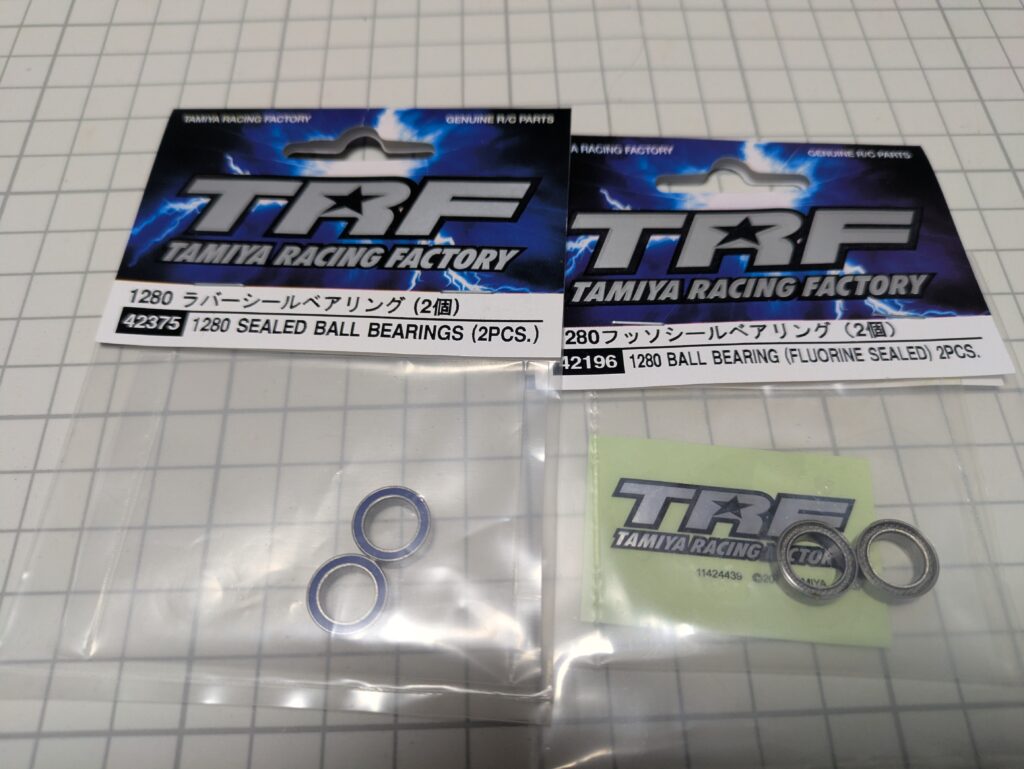 TAMIYA RACING FACTORY GENUINE R/C PARTS
TRF
TAMIYA RACING FACTORY
1280 ラバーシールベアリング (2個)
42375 1280 SEALED BALL BEARINGS (2PCS.)
A RACING FACTORY GENUINE R/C PARTS
TRF
TAMIYA RACING FACTORY
280フッソシールベアリング (2個)
42196 1280 BALL BEARING (FLUORINE SEALED) 2PCS.
TRF
TAMIYA RACING FACTOR
11424439 ©20 TAMIYA